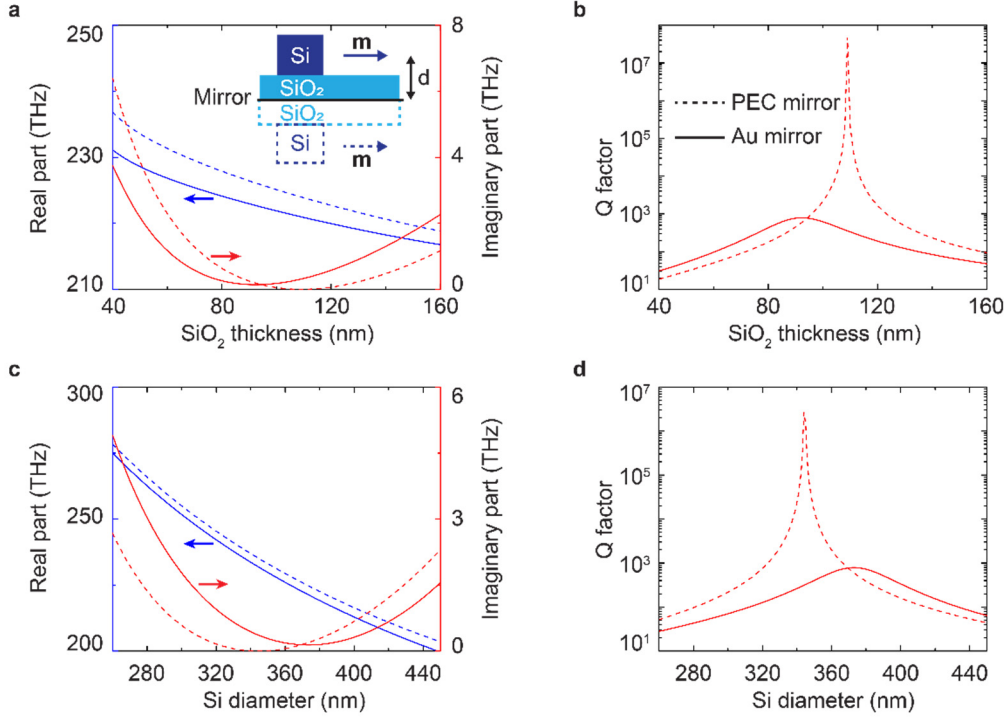 a
250
240
230
220
210
Real part (THz)
8
4
0
Imaginary part (THz)
40
80
120
160
SiO₂ thickness (nm)
Si
m
SiO₂
d
Mirror
SiO₂
Si
m
b
10⁷
10⁵
10³
10¹
Q factor
PEC mirror
Au mirror
40
80
120
160
SiO₂ thickness (nm)
c
300
250
200
Real part (THz)
6
3
0
Imaginary part (THz)
280
320
360
400
440
Si diameter (nm)
d
10⁷
10⁵
10³
10¹
Q factor
280
320
360
400
440
Si diameter (nm)